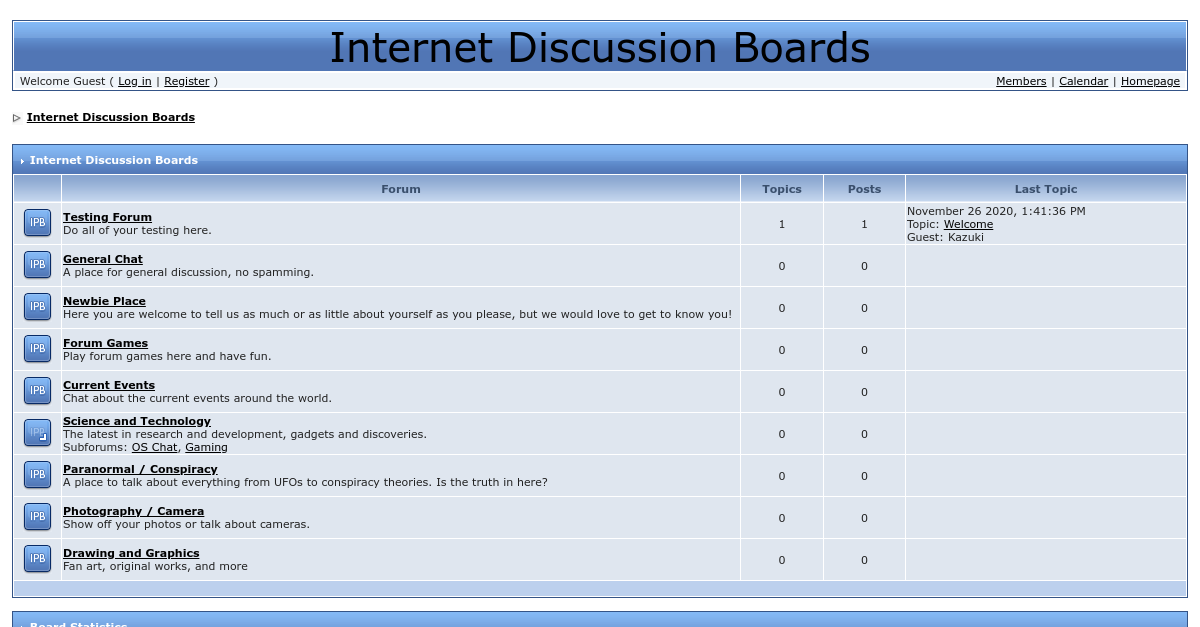 Internet Discussion Boards
Welcome Guest ( Log in | Register ) Members | Calendar | Homepage
Internet Discussion Boards
Internet Discussion Boards
Forum Topics Posts Last Topic
IPB
Testing Forum
Do all of your testing here.
1 1
November 26 2020, 1:41:36 PM
Topic: Welcome
Guest: Kazuki
IPB
General Chat
A place for general discussion, no spamming.
0 0
IPB
Newbie Place
Here you are welcome to tell us as much or as little about yourself as you please, but we would love to get to know you!
0 0
IPB
Forum Games
Play forum games here and have fun.
0 0
IPB
Current Events
Chat about the current events around the world.
0 0
IPB
Science and Technology
The latest in research and development, gadgets and discoveries.
Subforums: OS Chat, Gaming
0 0
IPB
Paranormal / Conspiracy
A place to talk about everything from UFOs to conspiracy theories. Is the truth in here?
0 0
IPB
Photography / Camera
Show off your photos or talk about cameras.
0 0
IPB
Drawing and Graphics
Fan art, original works, and more
0 0
Board Statistics